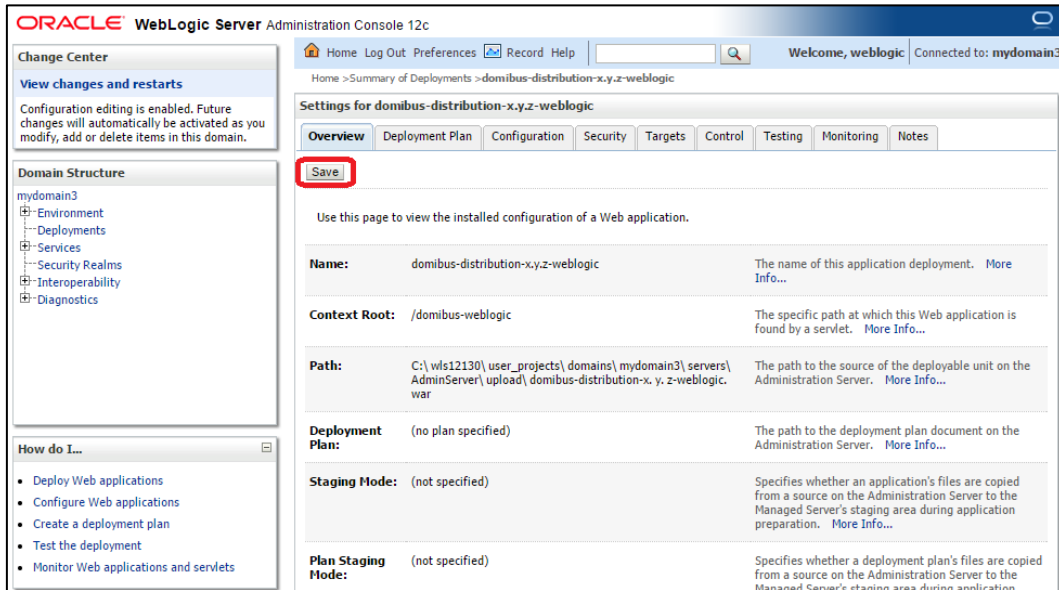 ORACLE WebLogic Server Administration Console 12c
Change Center
View changes and restarts
Configuration editing is enabled. Future
changes will automatically be activated as you
modify, add or delete items in this domain.
Domain Structure
mydomain3
Environment
Deployments
Services
Security Realms
Interoperability
Diagnostics
How do I...
Deploy Web applications
Configure Web applications
Create a deployment plan
Test the deployment
Monitor Web applications and servlets
Home Log Out Preferences Record Help
Welcome, weblogic Connected to: mydomain3
Home >Summary of Deployments >domibus-distribution-x.y.z-weblogic
Settings for domibus-distribution-x.y.z-weblogic
Overview Deployment Plan Configuration Security Targets Control Testing Monitoring Notes
Save
Use this page to view the installed configuration of a Web application.
Name: domibus-distribution-x.y.z-weblogic The name of this application deployment. More
Info...
Context Root: /domibus-weblogic The specific path at which this Web application is
found by a servlet. More Info...
Path: C:\ wls12130\ user_projects\ domains\ mydomain3\ servers\ The path to the source of the deployable unit on the
AdminServer\ upload\ domibus-distribution-x. y. z-weblogic. Administration Server. More Info...
war
Deployment (no plan specified) The path to the deployment plan document on the
Plan: Administration Server. More Info...
Staging Mode: (not specified) Specifies whether an application's files are copied
from a source on the Administration Server to the
Managed Server's staging area during application
preparation. More Info...
Plan Staging (not specified) Specifies whether a deployment plan's files are copied
Mode: from a source on the Administration Server to the
Managed Server's staging area during application